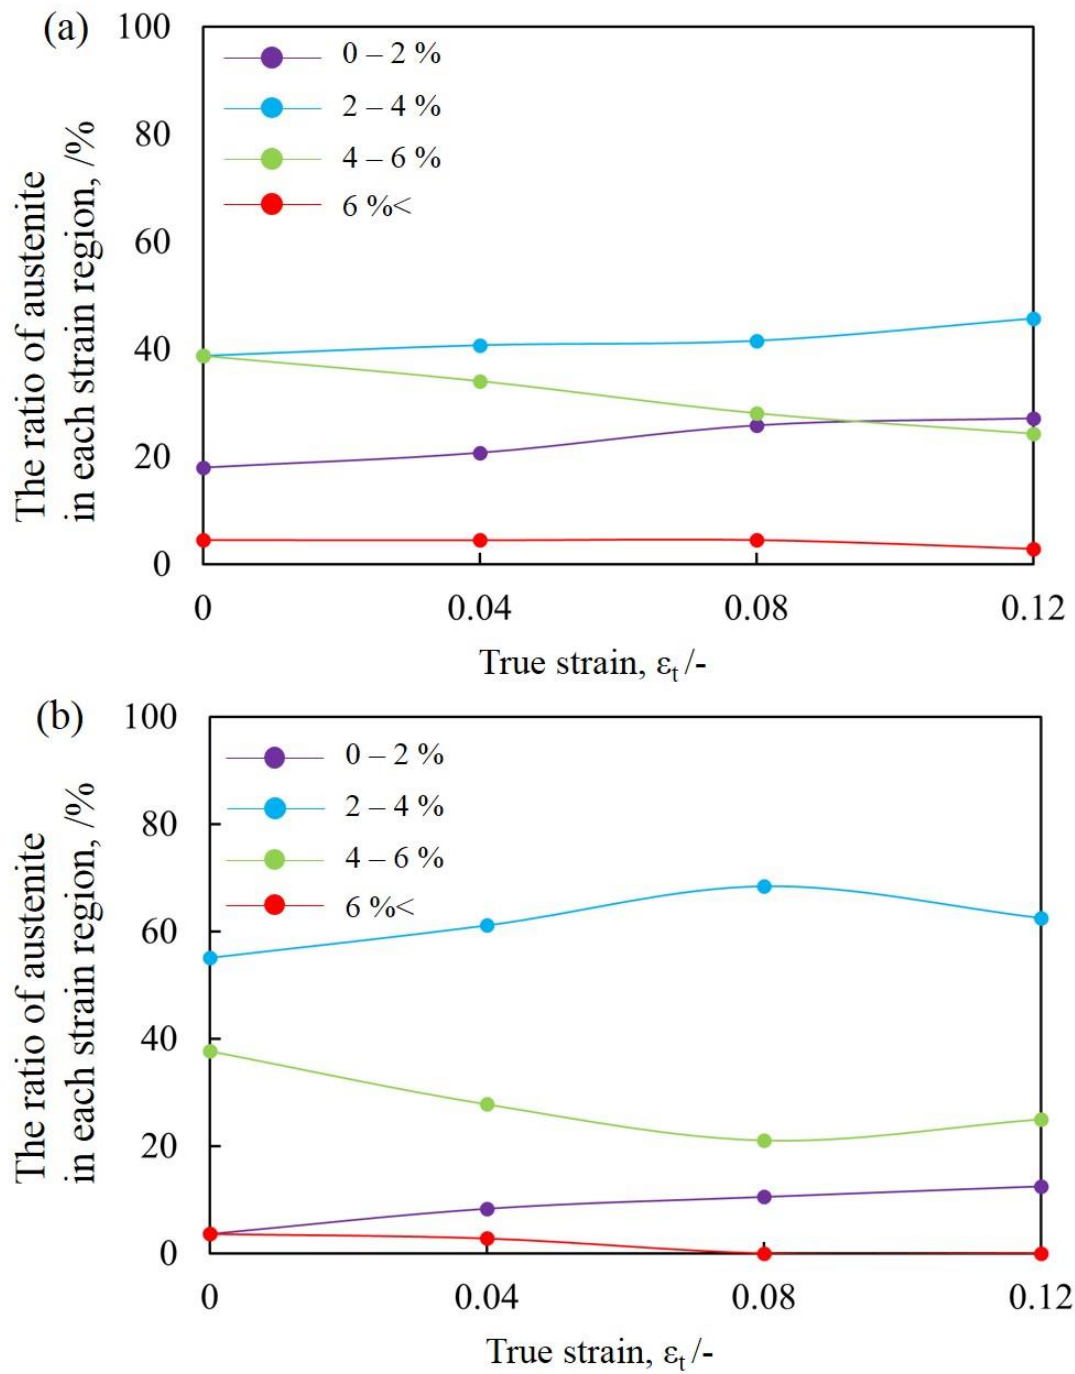 (a)
100
80
60
40
20
0
The ratio of austenite
in each strain region, /%
0 – 2 %
2 – 4 %
4 – 6 %
6 %<
0 0.04 0.08 0.12
True strain, εt /-
(b)
100
80
60
40
20
0
The ratio of austenite
in each strain region, /%
0 – 2 %
2 – 4 %
4 – 6 %
6 %<
0 0.04 0.08 0.12
True strain, εt /-